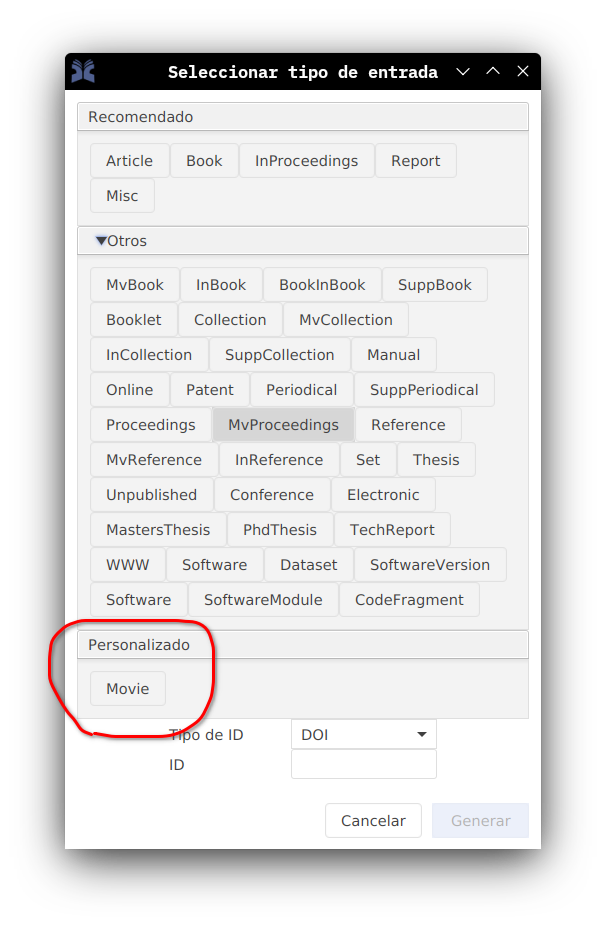 Seleccionar tipo de entrada
Recomendado
Article Book InProceedings Report
Misc
Otros
MvBook InBook BookInBook SuppBook
Booklet Collection MvCollection
InCollection SuppCollection Manual
Online Patent Periodical SuppPeriodical
Proceedings MvProceedings Reference
MvReference InReference Set Thesis
Unpublished Conference Electronic
MastersThesis PhdThesis TechReport
WWW Software Dataset SoftwareVersion
Software SoftwareModule CodeFragment
Personalizado
Movie
Tipo de ID DOI
ID
Cancelar Generar